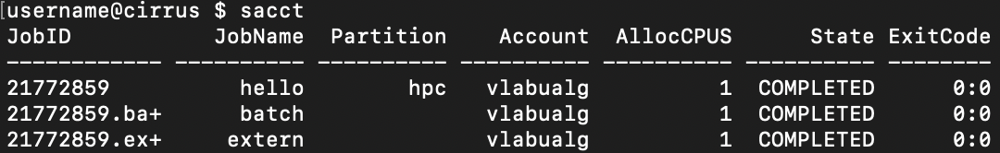 [username@cirrus $ sacct
JobID JobName Partition Account AllocCPUS State ExitCode
------------ ---------- ---------- ---------- ---------- ---------- --------
21772859 hello hpc vlabualg 1 COMPLETED 0:0
21772859.ba+ batch vlabualg 1 COMPLETED 0:0
21772859.ex+ extern vlabualg 1 COMPLETED 0:0